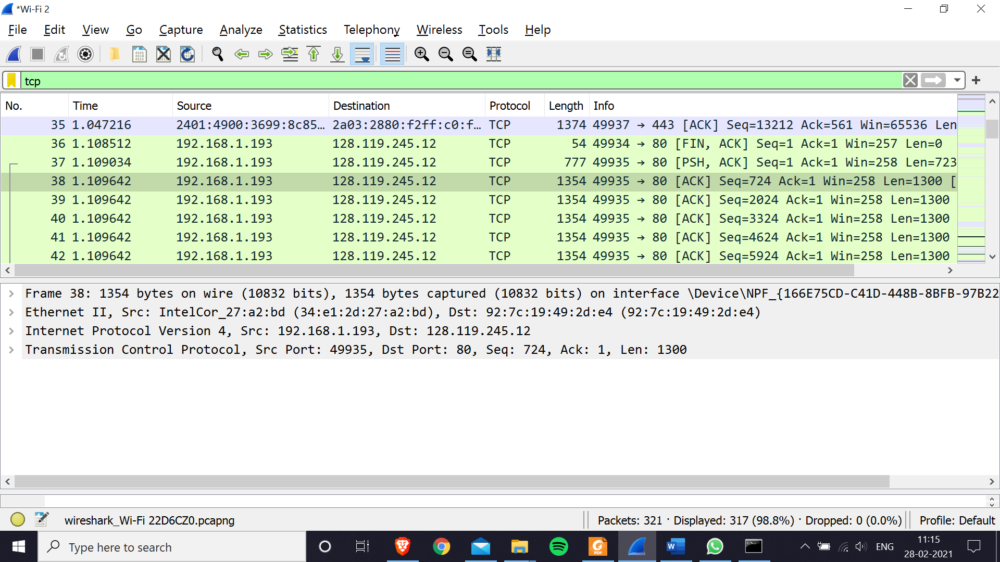 *Wi-Fi 2
File Edit View Go Capture Analyze Statistics Telephony Wireless Tools Help
tcp
No. Time Source Destination Protocol Length Info
35 1.047216 2401:4900:3699:8c85… 2a03:2880:f2ff:c0:f… TCP 1374 49937 → 443 [ACK] Seq=13212 Ack=561 Win=65536 Len
36 1.108512 192.168.1.193 128.119.245.12 TCP 54 49934 → 80 [FIN, ACK] Seq=1 Ack=1 Win=257 Len=0
37 1.109034 192.168.1.193 128.119.245.12 TCP 777 49935 → 80 [PSH, ACK] Seq=1 Ack=1 Win=258 Len=723
38 1.109642 192.168.1.193 128.119.245.12 TCP 1354 49935 → 80 [ACK] Seq=724 Ack=1 Win=258 Len=1300 [
39 1.109642 192.168.1.193 128.119.245.12 TCP 1354 49935 → 80 [ACK] Seq=2024 Ack=1 Win=258 Len=1300
40 1.109642 192.168.1.193 128.119.245.12 TCP 1354 49935 → 80 [ACK] Seq=3324 Ack=1 Win=258 Len=1300
41 1.109642 192.168.1.193 128.119.245.12 TCP 1354 49935 → 80 [ACK] Seq=4624 Ack=1 Win=258 Len=1300
42 1.109642 192.168.1.193 128.119.245.12 TCP 1354 49935 → 80 [ACK] Seq=5924 Ack=1 Win=258 Len=1300
Frame 38: 1354 bytes on wire (10832 bits), 1354 bytes captured (10832 bits) on interface \Device\NPF_{166E75CD-C41D-448B-8BFB-97B22
Ethernet II, Src: IntelCor_27:a2:bd (34:e1:2d:27:a2:bd), Dst: 92:7c:19:49:2d:e4 (92:7c:19:49:2d:e4)
Internet Protocol Version 4, Src: 192.168.1.193, Dst: 128.119.245.12
Transmission Control Protocol, Src Port: 49935, Dst Port: 80, Seq: 724, Ack: 1, Len: 1300
wireshark_Wi-Fi 22D6CZ0.pcapng
Packets: 321 · Displayed: 317 (98.8%) · Dropped: 0 (0.0%)
Profile: Default
Type here to search
PDF
ENG
11:15
28-02-2021